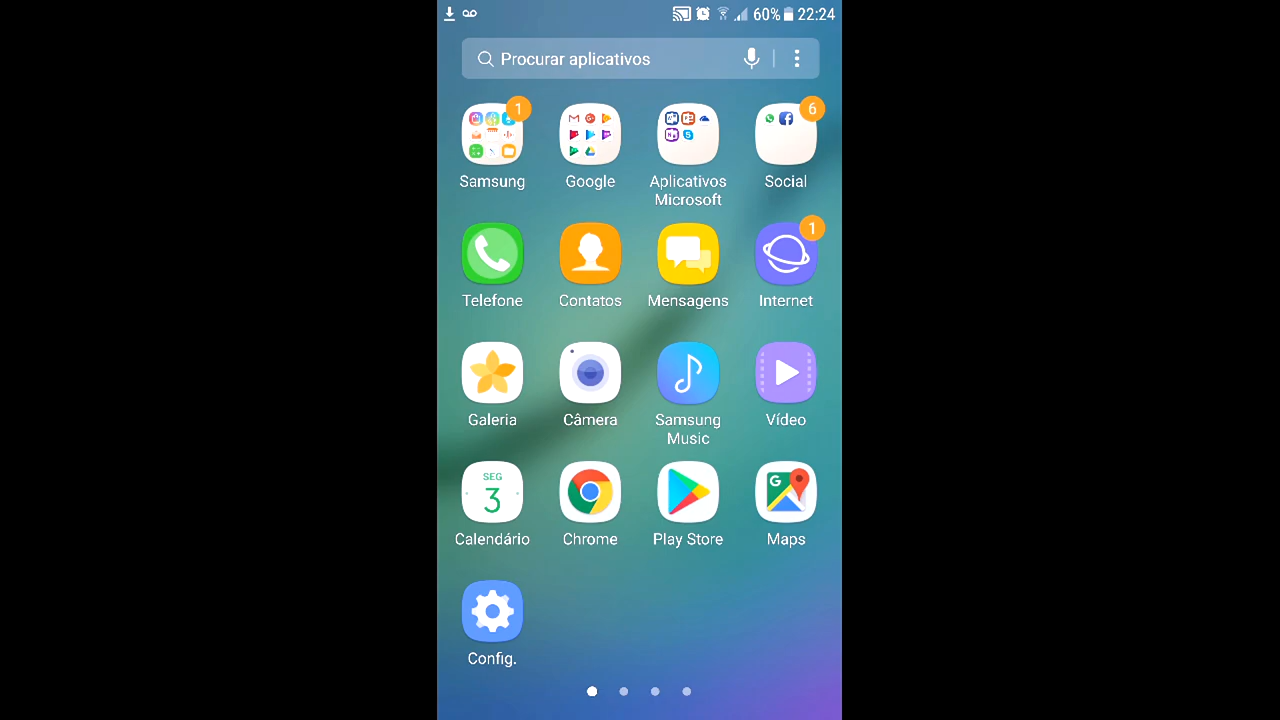 60% 22:24
Procurar aplicativos
1
6
Samsung
Google
Aplicativos
Microsoft
Social
1
Telefone
Contatos
Mensagens
Internet
Galeria
Câmera
Samsung
Music
Vídeo
SEG
3
G
Calendário
Chrome
Play Store
Maps
Config.